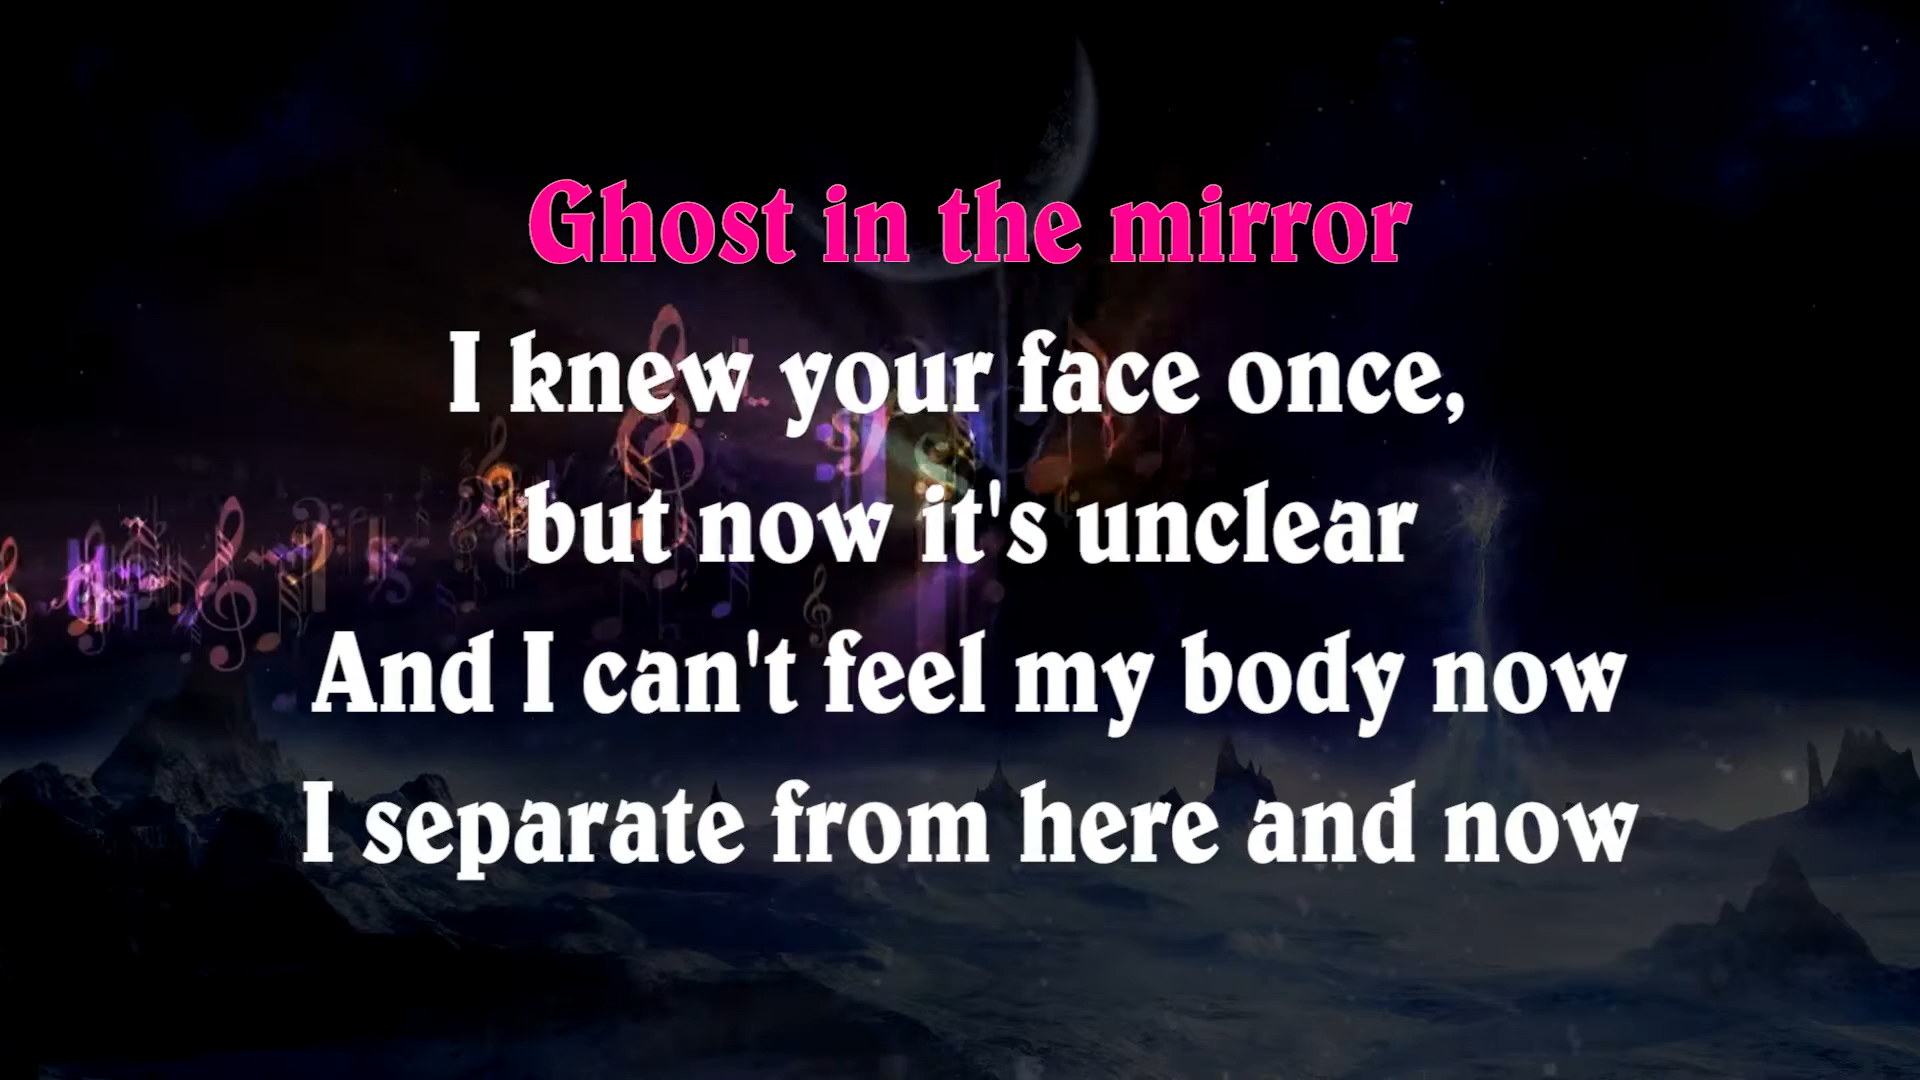 Ghost in the mirror
I knew your face once,
but now it's unclear
And I can't feel my body now
I separate from here and now